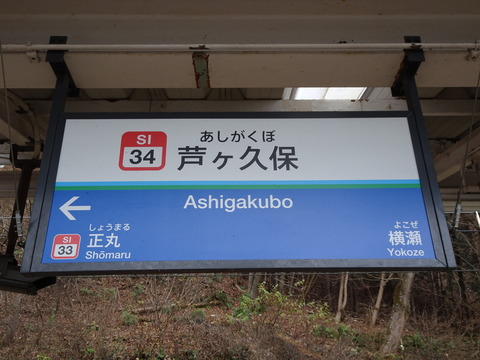 あしがくぼ
SI
34 芦ヶ久保
Ashigakubo
←
しょうまる
SI
33 正丸
Shōmaru
よこぜ
横瀬
Yokoze